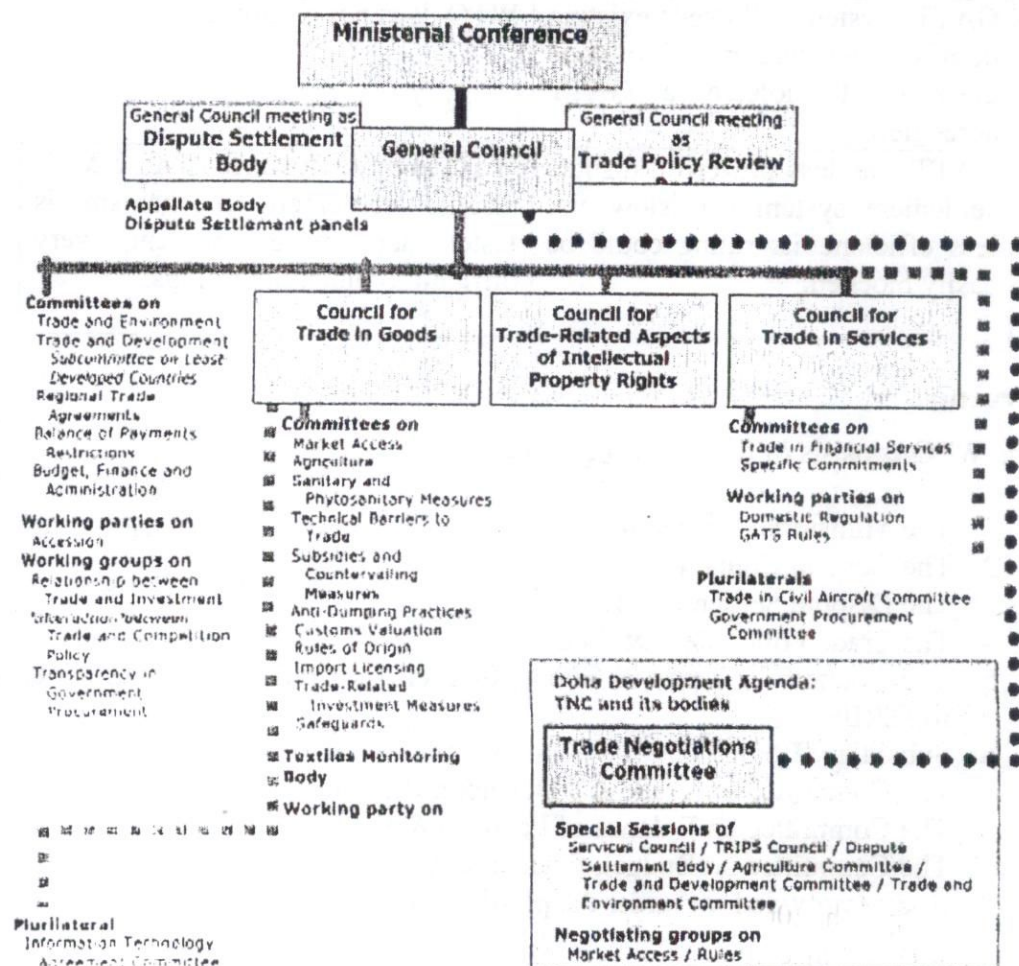 Ministerial Conference
General Council meeting as
Dispute Settlement
Body
General Council
General Council meeting
as
Trade Policy Review
Appellate Body
Dispute Settlement panels
Committees on
Trade and Environment
Trade and Development
Subcommittee on Least-
Developed Countries
Regional Trade
Agreements
Balance of Payments
Restrictions
Budget, Finance and
Administration
Working parties on
Accession
Working groups on
Relationship between
Trade and Investment
Interaction between
Trade and Competition
Policy
Transparency in
Government
Procurement
Council for
Trade in Goods
Committees on
Market Access
Agriculture
Sanitary and
Phytosanitary Measures
Technical Barriers to
Trade
Subsidies and
Countervailing
Measures
Anti-Dumping Practices
Customs Valuation
Rules of Origin
Import Licensing
Trade-Related
Investment Measures
Safeguards
Textiles Monitoring
Body
Working party on
Council for
Trade-Related Aspects
of Intellectual
Property Rights
Council for
Trade in Services
Committees on
Trade in Financial Services
Specific Commitments
Working parties on
Domestic Regulation
GATS Rules
Plurilaterals
Trade in Civil Aircraft Committee
Government Procurement
Committee
Plurilateral
Information Technology
Agreement Committee
Doha Development Agenda:
TNC and its bodies
Trade Negotiations
Committee
Special Sessions of
Services Council / TRIPS Council / Dispute
Settlement Body / Agriculture Committee /
Trade and Development Committee / Trade and
Environment Committee
Negotiating groups on
Market Access / Rules